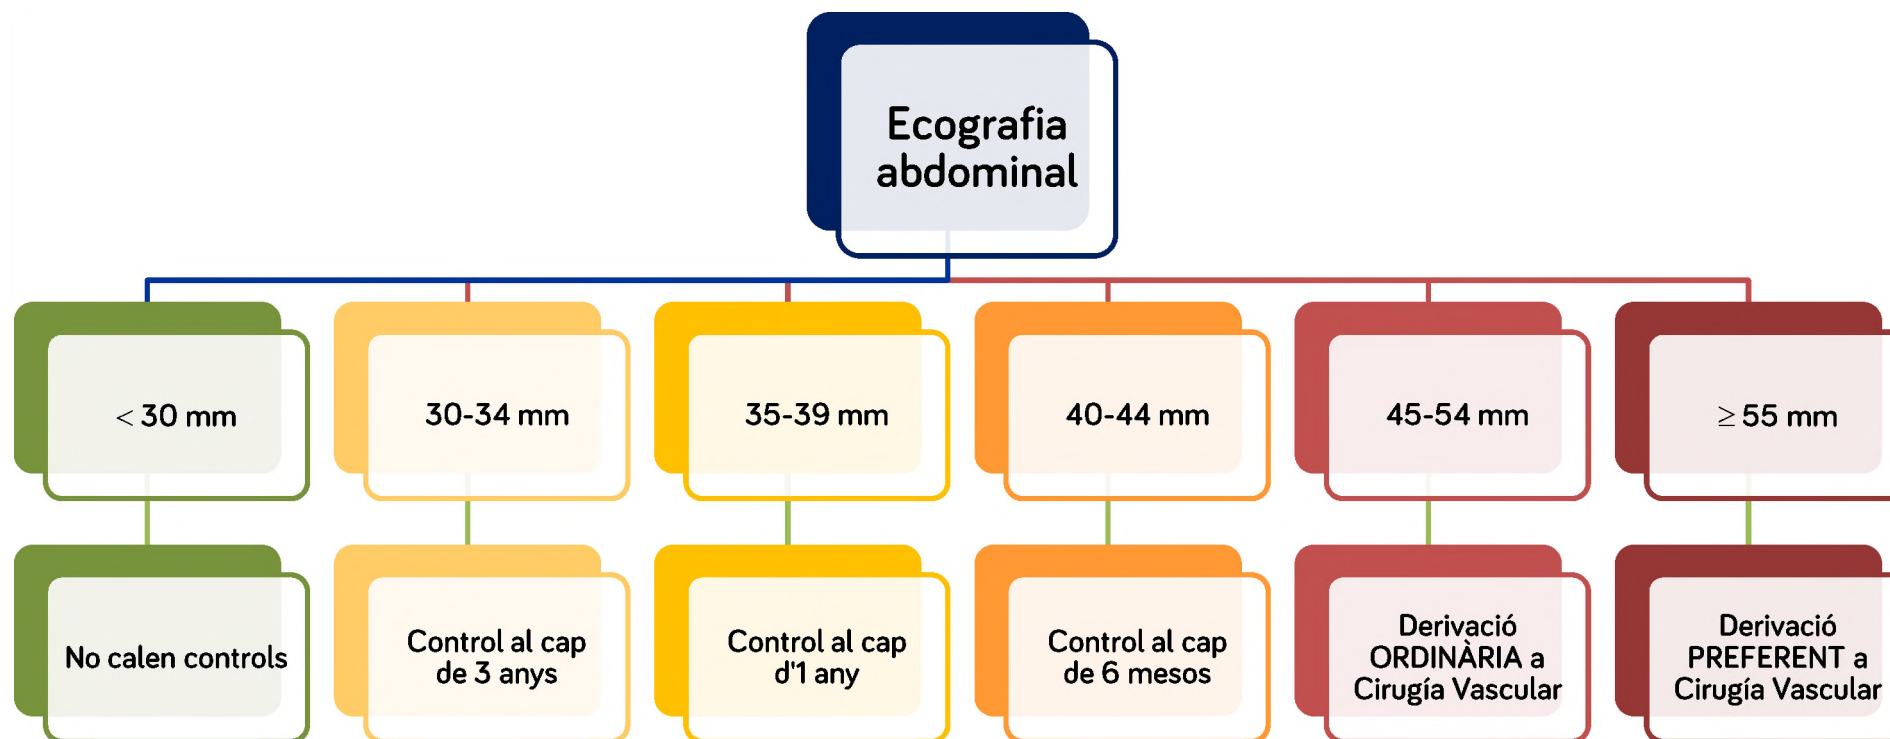 Ecografia
abdominal
< 30 mm
30-34 mm
35-39 mm
40-44 mm
45-54 mm
≥ 55 mm
No calen controls
Control al cap
de 3 anys
Control al cap
d'1 any
Control al cap
de 6 mesos
Derivació
ORDINÀRIA a
Cirugía Vascular
Derivació
PREFERENT a
Cirugía Vascular